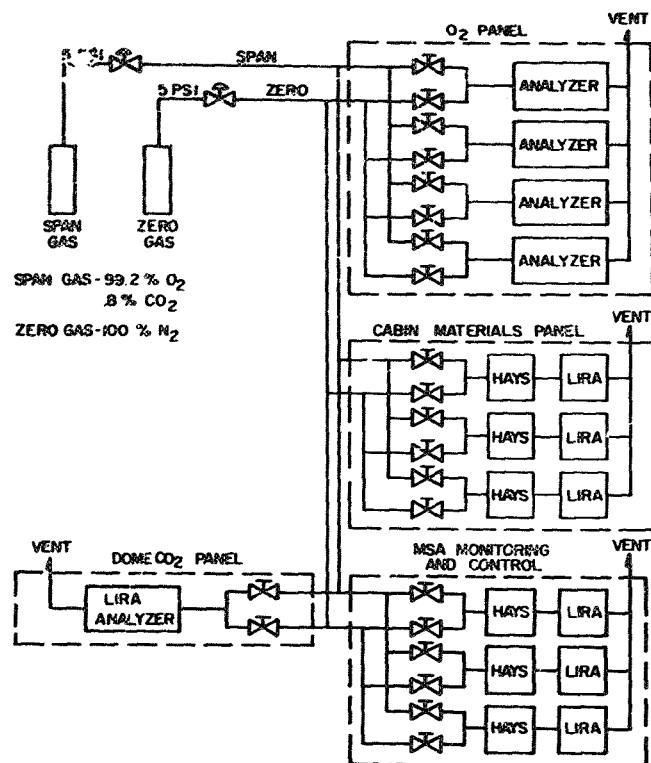 VENT
O2 PANEL
5 PSI
SPAN
5 PSI
ZERO
ANALYZER
ANALYZER
ANALYZER
ANALYZER
SPAN
GAS
ZERO
GAS
SPAN GAS-99.2 % O2
.8 % CO2
ZERO GAS-100 % N2
VENT
CABIN MATERIALS PANEL
HAYS
LIRA
HAYS
LIRA
HAYS
LIRA
VENT
DOME CO2 PANEL
LIRA
ANALYZER
MSA MONITORING
AND CONTROL
VENT
HAYS
LIRA
HAYS
LIRA
HAYS
LIRA